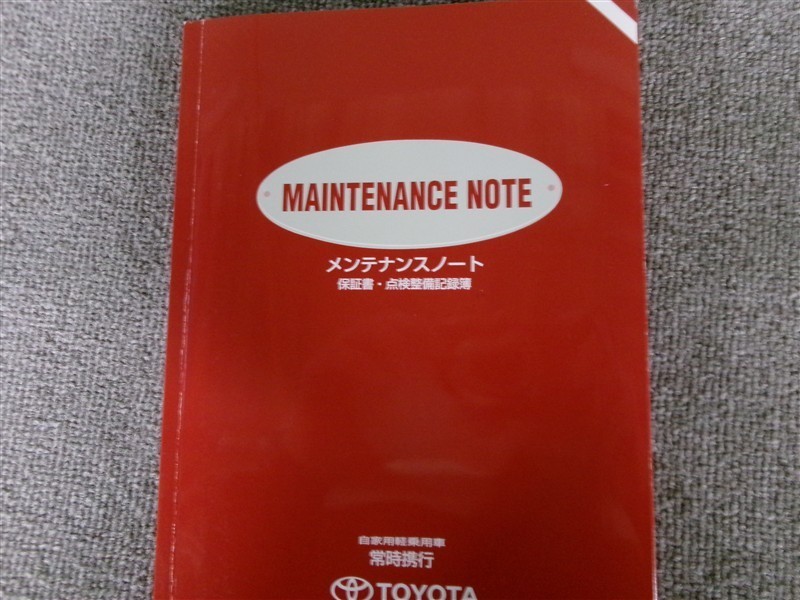 MAINTENANCE NOTE
メンテナンスノート
保証書・点検整備記録簿
自家用軽乗用車
常時携行
TOYOTA